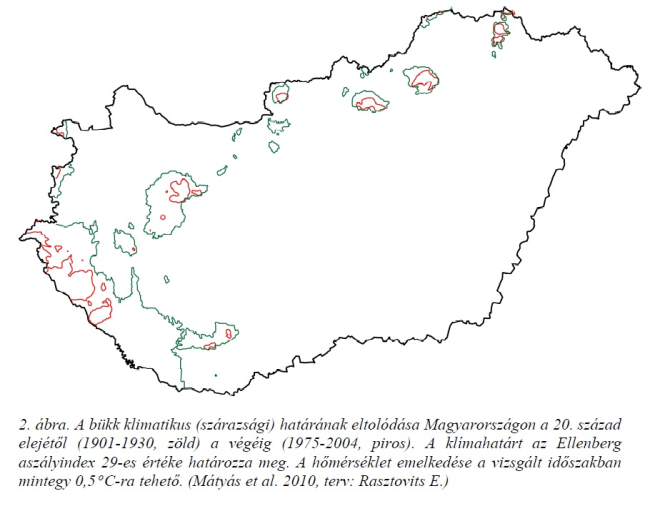 2. ábra. A bükk klimatikus (szárazsági) határának eltolódása Magyarországon a 20. század
elejétől (1901-1930, zöld) a végéig (1975-2004, piros). A klímahatárt az Ellenberg
aszályindex 29-es értéke határozza meg. A hőmérséklet emelkedése a vizsgált időszakban
mintegy 0,5°C-ra tehető. (Mátyás et al. 2010, terv: Rasztovits E.)